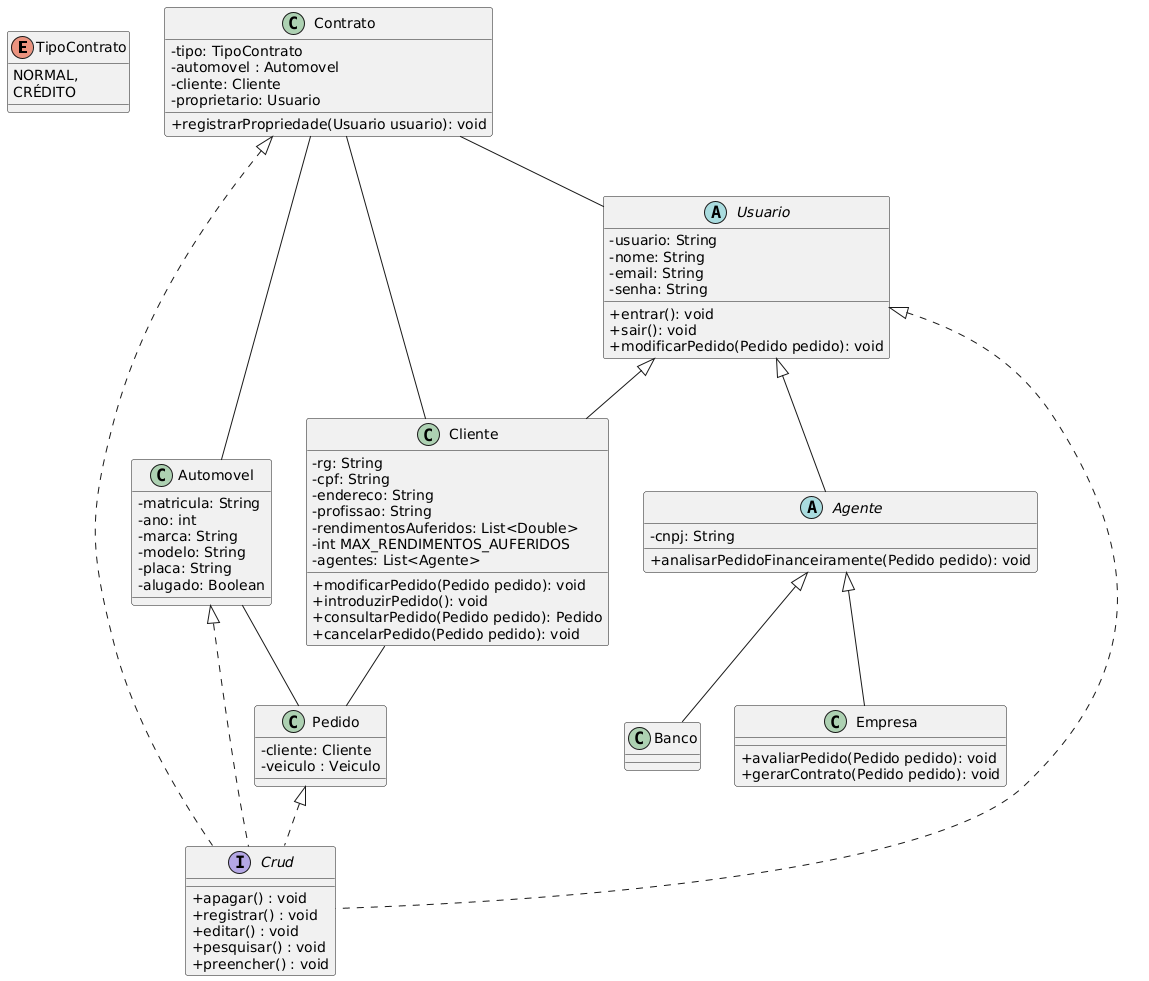 E TipoContrato
NORMAL,
CRÉDITO
C Contrato
-tipo: TipoContrato
-automovel : Automovel
-cliente: Cliente
-proprietario: Usuario
+registrarPropriedade(Usuario usuario): void
A Usuario
-usuario: String
-nome: String
-email: String
-senha: String
+entrar(): void
+sair(): void
+modificarPedido(Pedido pedido): void
C Automovel
-matricula: String
-ano: int
-marca: String
-modelo: String
-placa: String
-alugado: Boolean
C Cliente
-rg: String
-cpf: String
-endereco: String
-profissao: String
-rendimentosAuferidos: List<Double>
-int MAX_RENDIMENTOS_AUFERIDOS
-agentes: List<Agente>
+modificarPedido(Pedido pedido): void
+introduzirPedido(): void
+consultarPedido(Pedido pedido): Pedido
+cancelarPedido(Pedido pedido): void
A Agente
-cnpj: String
+analisarPedidoFinanceiramente(Pedido pedido): void
C Pedido
-cliente: Cliente
-veiculo : Veiculo
C Banco
C Empresa
+avaliarPedido(Pedido pedido): void
+gerarContrato(Pedido pedido): void
I Crud
+apagar() : void
+registrar() : void
+editar() : void
+pesquisar() : void
+preencher() : void